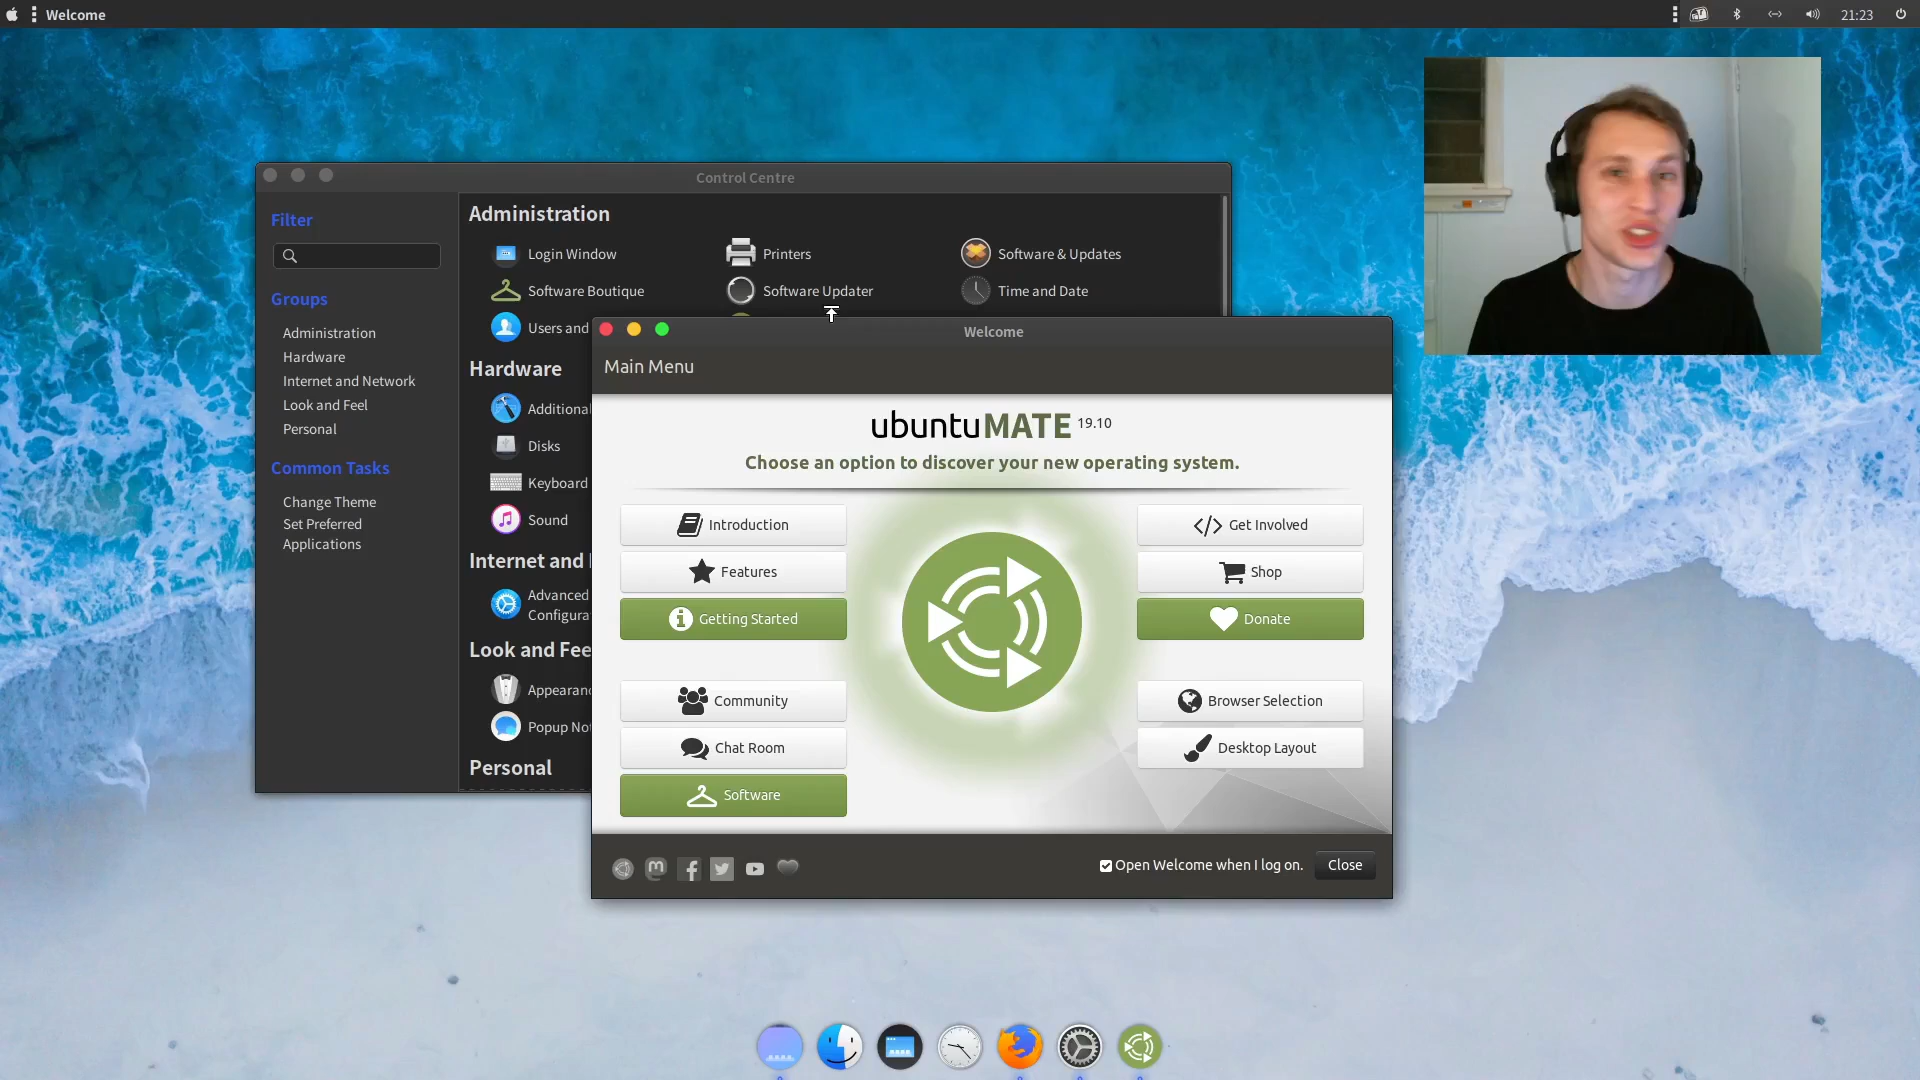 Welcome
21:23
Control Centre
Filter
Groups
Administration
Hardware
Internet and Network
Look and Feel
Personal
Common Tasks
Change Theme
Set Preferred
Applications
Administration
Login Window
Printers
Software & Updates
Software Boutique
Software Updater
Time and Date
Users and
Hardware
Additional
Disks
Keyboard
Sound
Internet and
Advanced
Configura
Look and Fee
Appearan
Popup No
Personal
Welcome
Main Menu
ubuntuMATE 19.10
Choose an option to discover your new operating system.
Introduction
Get Involved
Features
Shop
Getting Started
Donate
Community
Browser Selection
Chat Room
Desktop Layout
Software
Open Welcome when I log on.
Close